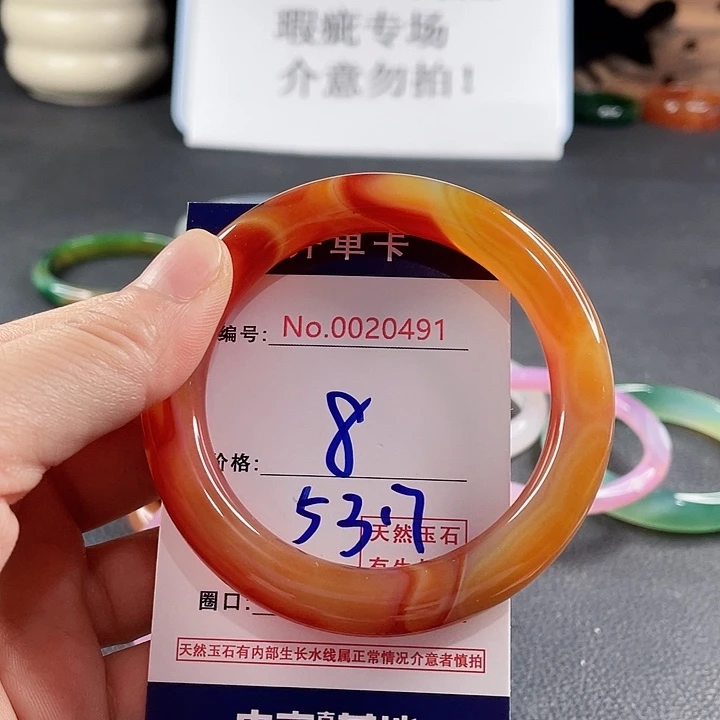 瑕疵专场
介意勿拍!
开单卡
编号: No.0020491
价格: 8
53.7
天然玉石
圈口:
天然玉石有内部生长水线属正常情况介意者慎拍